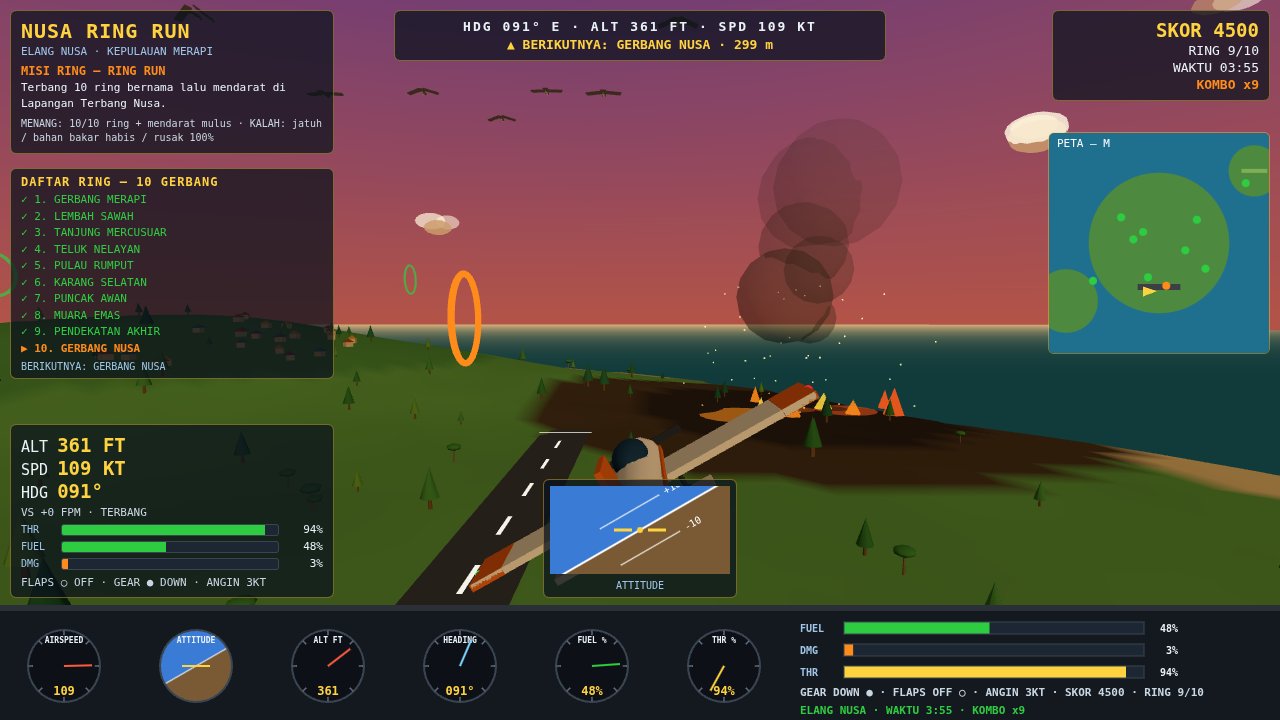 NUSA RING RUN
ELANG NUSA · KEPULAUAN MERAPI
MISI RING — RING RUN
Terbang 10 ring bernama lalu mendarat di
Lapangan Terbang Nusa.
MENANG: 10/10 ring + mendarat mulus · KALAH: jatuh
/ bahan bakar habis / rusak 100%
HDG 091° E · ALT 361 FT · SPD 109 KT
▲ BERIKUTNYA: GERBANG NUSA · 299 m
SKOR 4500
RING 9/10
WAKTU 03:55
KOMBO x9
PETA — M
DAFTAR RING — 10 GERBANG
✓ 1. GERBANG MERAPI
✓ 2. LEMBAH SAWAH
✓ 3. TANJUNG MERCUSUAR
✓ 4. TELUK NELAYAN
✓ 5. PULAU RUMPUT
✓ 6. KARANG SELATAN
✓ 7. PUNCAK AWAN
✓ 8. MUARA EMAS
✓ 9. PENDEKATAN AKHIR
▶ 10. GERBANG NUSA
BERIKUTNYA: GERBANG NUSA
ALT 361 FT
SPD 109 KT
HDG 091°
VS +0 FPM · TERBANG
THR 94%
FUEL 48%
DMG 3%
FLAPS ○ OFF · GEAR ● DOWN · ANGIN 3KT
-10
ATTITUDE
AIRSPEED
109
ATTITUDE
ALT FT
361
HEADING
091°
FUEL %
48%
THR %
94%
FUEL 48%
DMG 3%
THR 94%
GEAR DOWN ● · FLAPS OFF ○ · ANGIN 3KT · SKOR 4500 · RING 9/10
ELANG NUSA · WAKTU 3:55 · KOMBO x9